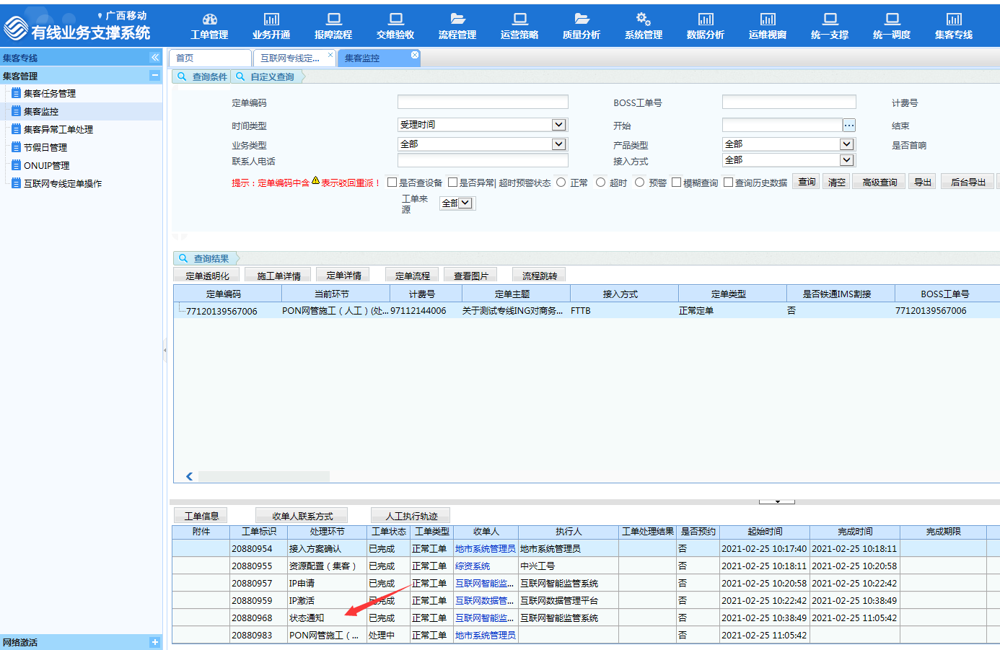 广西移动
有线业务支撑系统
工单管理 业务开通 报障流程 交维验收 流程管理 运营策略 质量分析 系统管理 数据分析 运维视窗 统一支撑 统一调度 集客专线
集客专线
集客管理
集客任务管理
集客监控
集客异常工单处理
节假日管理
ONUIP管理
互联网专线定单操作
网络激活
首页 互联网专线定... 集客监控
查询条件 自定义查询
定单编码 BOSS工单号 计费号
时间类型 受理时间 开始 结束
业务类型 全部 产品类型 全部 是否首响
联系人电话 接入方式 全部
提示：定单编码中含 表示驳回重派！ 是否查设备 是否异常| 超时预警状态 正常 超时 预警 模糊查询 查询历史数据 查询 清空 高级查询 导出 后台导出
工单来源 全部
查询结果
定单透明化 施工单详情 定单详情 定单流程 查看图片 流程跳转
定单编码 当前环节 计费号 定单主题 接入方式 定单类型 是否铁通IMS割接 BOSS工单号
77120139567006 PON网管施工（人工）(处... 97112144006 关于测试专线ING对商务... FTTB 正常定单 否 77120139567006
工单信息 收单人联系方式 人工执行轨迹
附件 工单标识 处理环节 工单状态 工单类型 收单人 执行人 工单处理结果 是否预约 起始时间 完成时间 完成期限
20880954 接入方案确认 已完成 正常工单 地市系统管理员 地市系统管理员 否 2021-02-25 10:17:40 2021-02-25 10:18:11
20880955 资源配置（集客） 已完成 正常工单 综资系统 中兴工号 否 2021-02-25 10:18:11 2021-02-25 10:20:58
20880957 IP申请 已完成 正常工单 互联网智能监... 互联网智能监管系统 否 2021-02-25 10:20:58 2021-02-25 10:22:42
20880959 IP激活 已完成 正常工单 互联网数据管... 互联网数据管理平台 否 2021-02-25 10:22:42 2021-02-25 10:38:49
20880968 状态通知 已完成 正常工单 互联网智能监... 互联网智能监管系统 否 2021-02-25 10:38:49 2021-02-25 11:05:42
20880983 PON网管施工（... 处理中 正常工单 地市系统管理员 否 2021-02-25 11:05:42